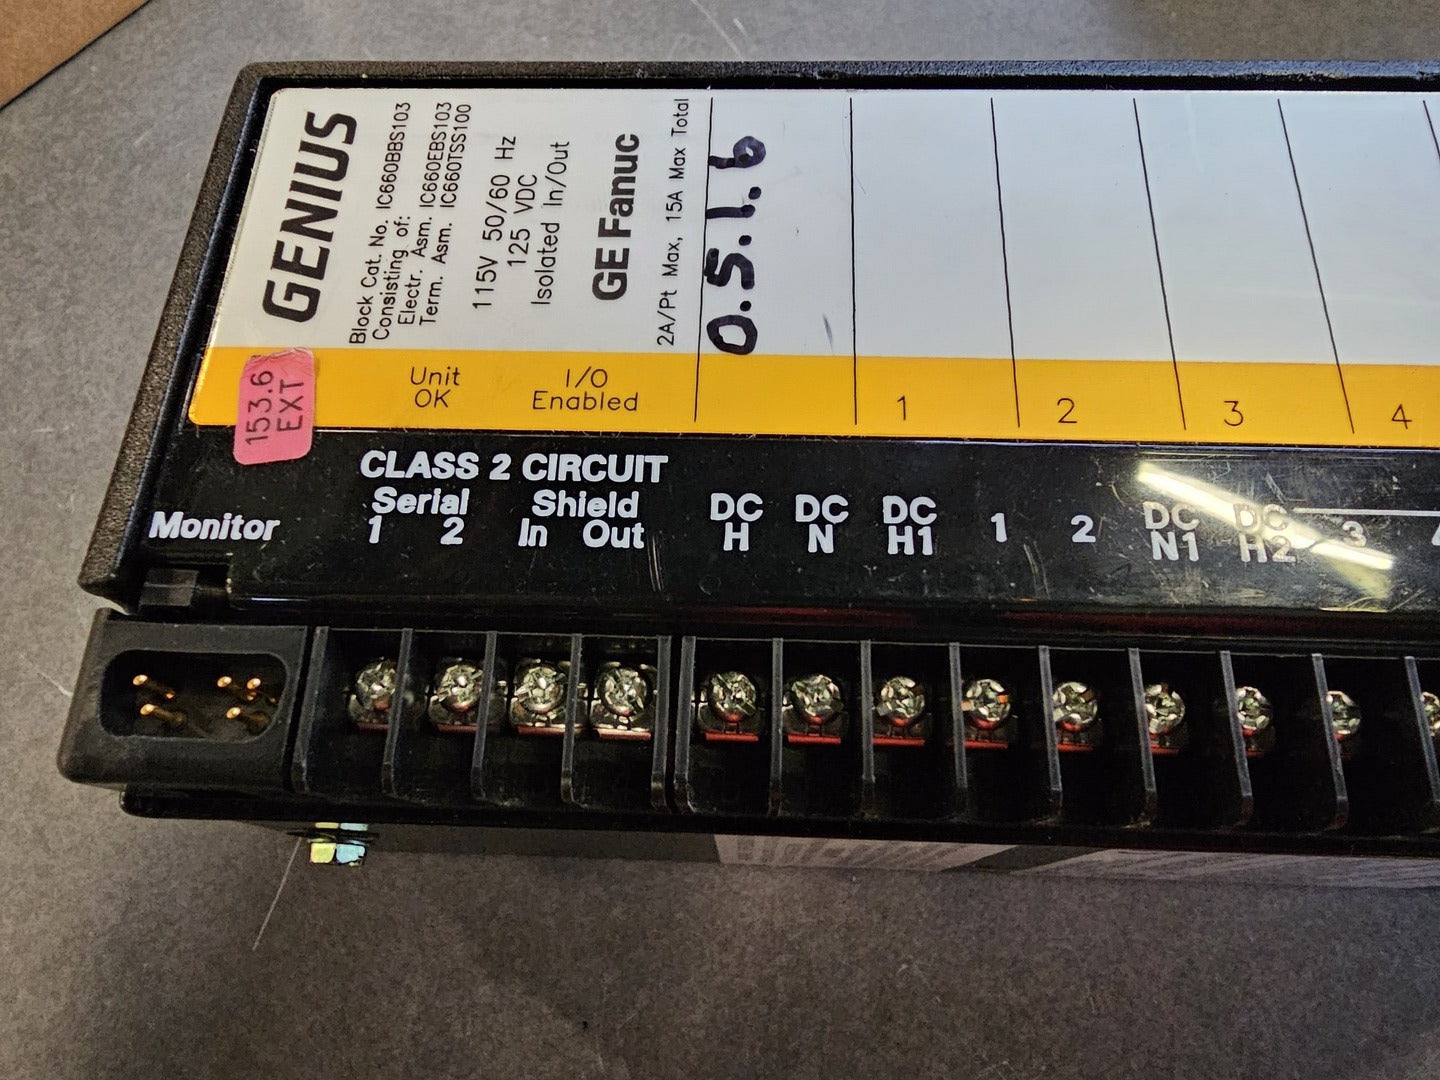 GENIUS
Block Cat. No. IC660BBS103
Consisting of:
Electr. Asm. IC660EBS103
Term. Asm. IC660TSS100
115V 50/60 Hz
125 VDC
Isolated In/Out
GE Fanuc
2A/Pt Max, 15A Max Total
0.5.1.6
153.6
EXT
Unit
OK
I/O
Enabled
1
2
3
4
CLASS 2 CIRCUIT
Monitor
Serial
1 2
Shield
In Out
DC
H
DC
N
DC
H1
1
2
DC
N1
DC
H2
3